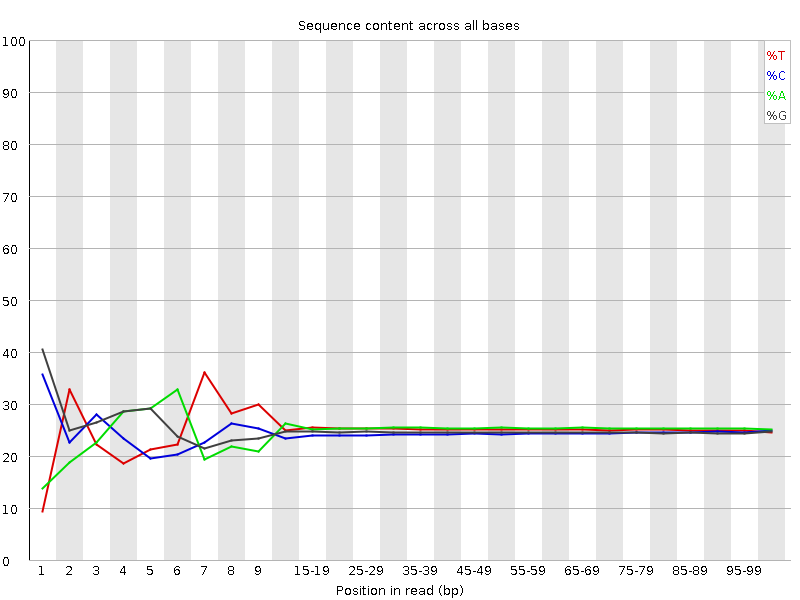 Sequence content across all bases
%T
%C
%A
%G
100
90
80
70
60
50
40
30
20
10
0
1 2 3 4 5 6 7 8 9 15-19 25-29 35-39 45-49 55-59 65-69 75-79 85-89 95-99
Position in read (bp)